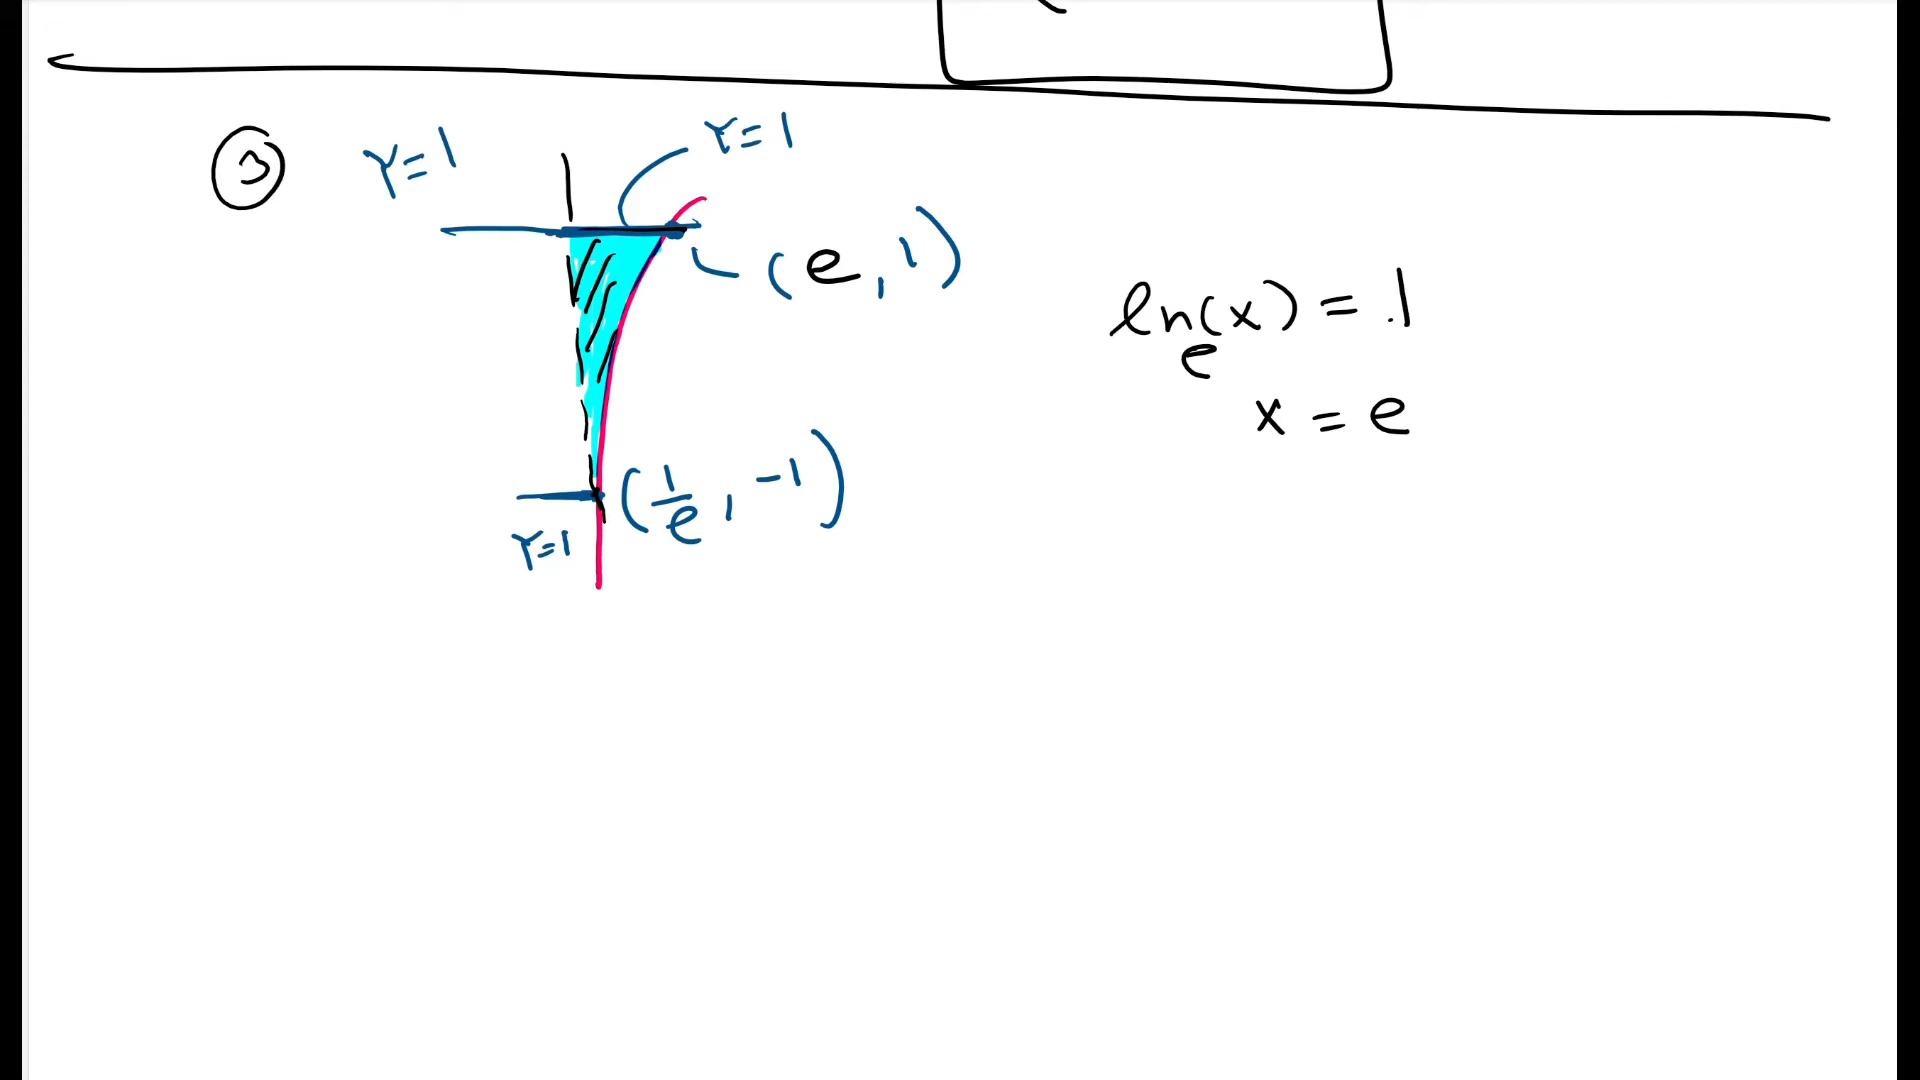 ③ Y=1
Y=1
(e, 1)
ln(x) = 1
e
x = e
(1/e, -1)
Y=1